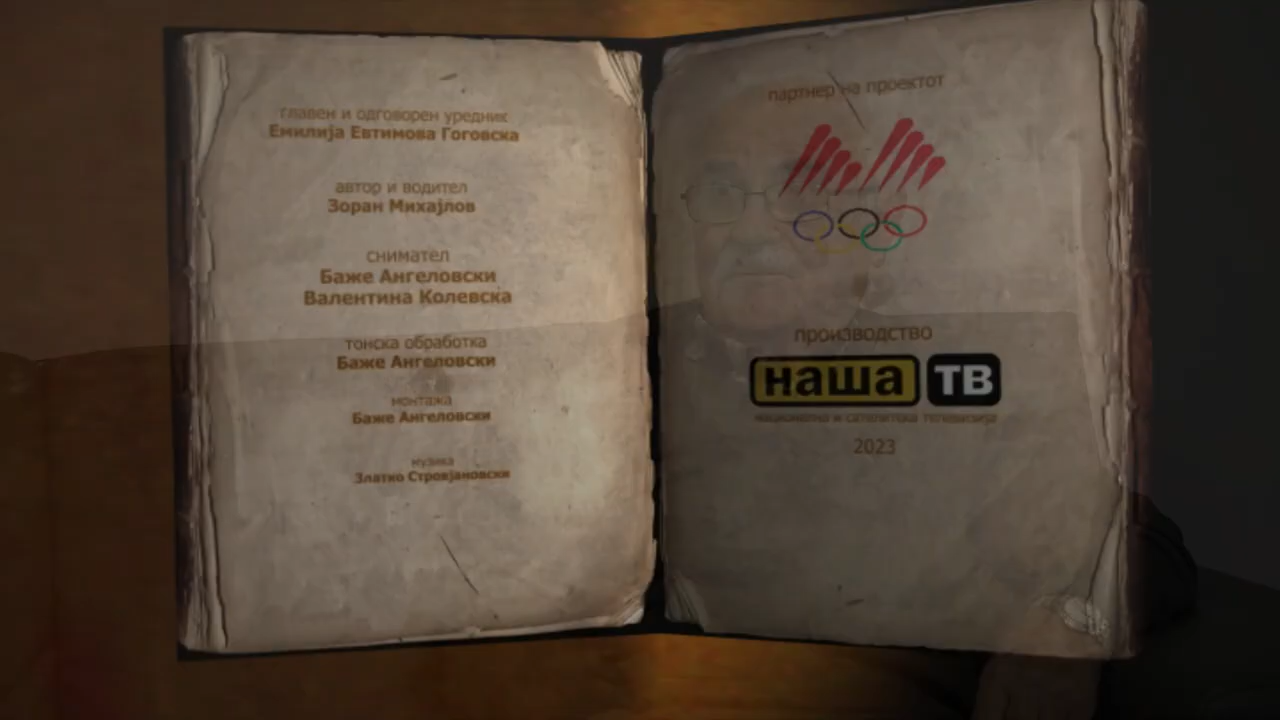 главен и одговорен уредник
Емилија Евтимова Гоговска
автор и водител
Зоран Михајлов
снимател
Баже Ангеловски
Валентина Колевска
тонска обработка
Баже Ангеловски
монтажа
Баже Ангеловски
музика
Златко Стровјановски
партнер на проектот
производство
наша ТВ
национална и сателитска телевизија
2023